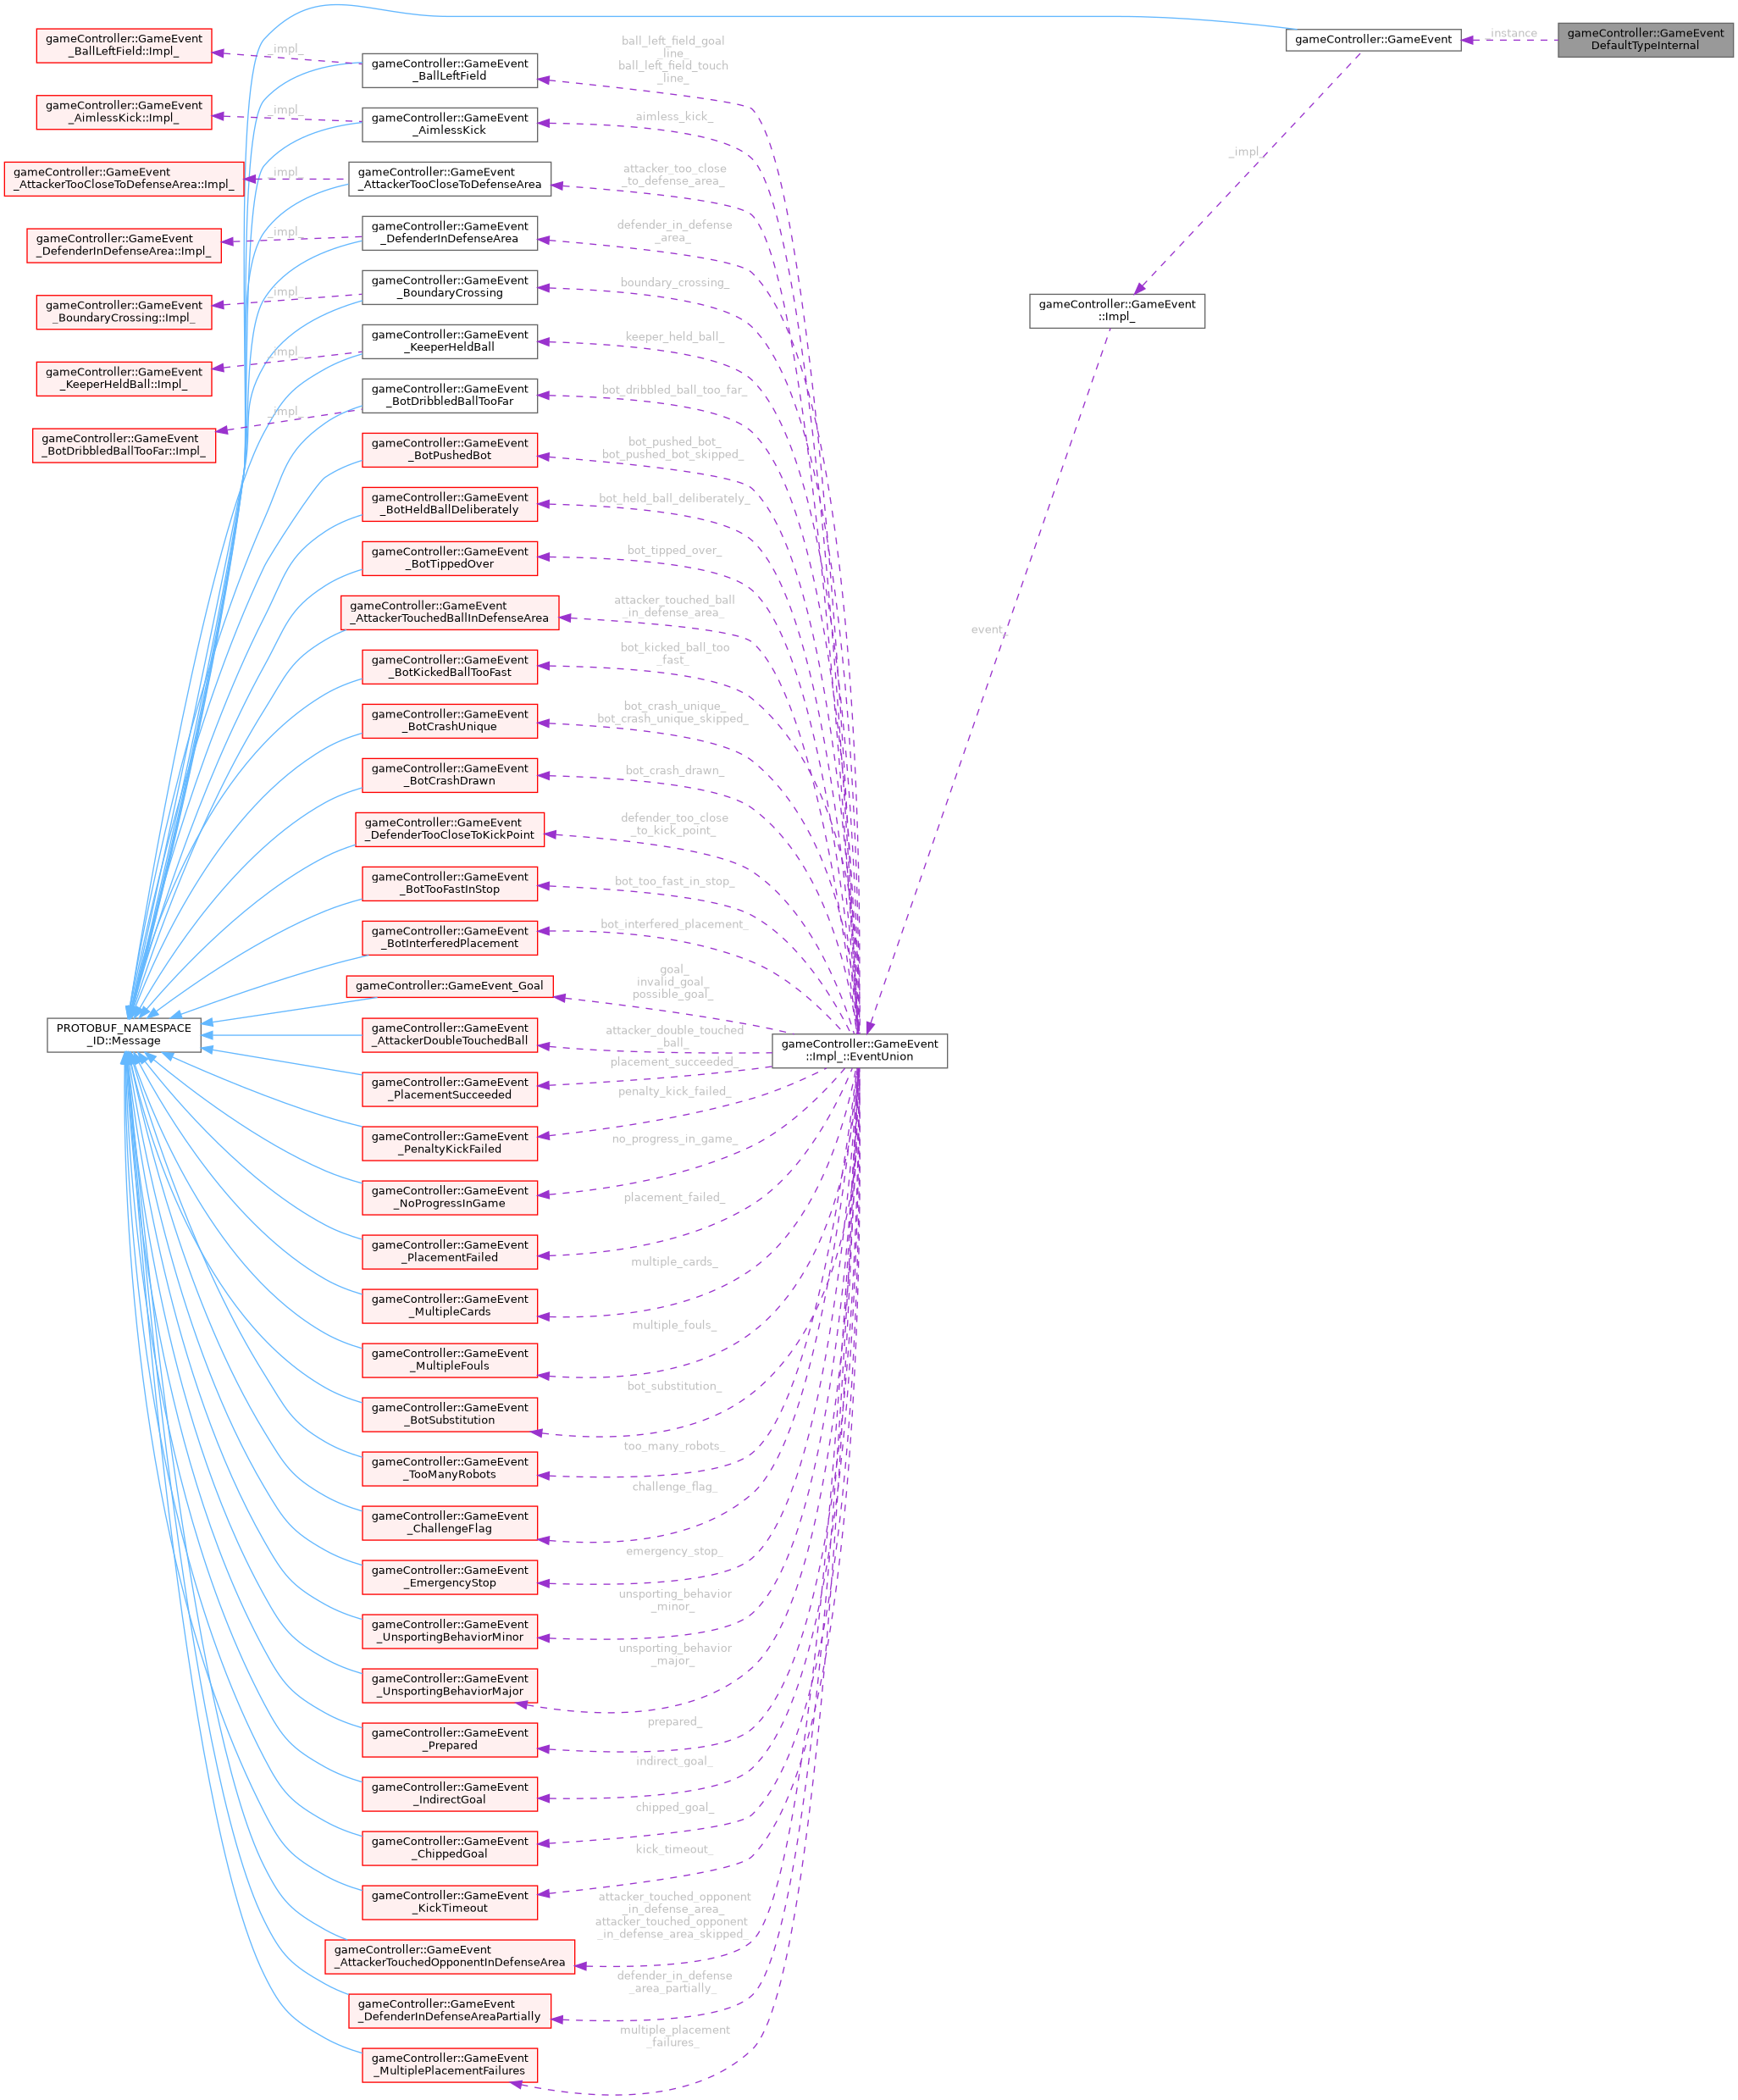 gameController::GameEvent
DefaultTypeInternal
_instance
gameController::GameEvent
_impl_
gameController::GameEvent
::Impl_
event_
gameController::GameEvent
::Impl_::EventUnion
PROTOBUF_NAMESPACE
_ID::Message
gameController::GameEvent
_BallLeftField::Impl_
_impl_
gameController::GameEvent
_BallLeftField
ball_left_field_goal
_line_
ball_left_field_touch
_line_
gameController::GameEvent
_AimlessKick::Impl_
_impl_
gameController::GameEvent
_AimlessKick
aimless_kick_
gameController::GameEvent
_AttackerTooCloseToDefenseArea::Impl_
_impl_
gameController::GameEvent
_AttackerTooCloseToDefenseArea
attacker_too_close
_to_defense_area_
gameController::GameEvent
_DefenderInDefenseArea::Impl_
_impl_
gameController::GameEvent
_DefenderInDefenseArea
defender_in_defense
_area_
gameController::GameEvent
_BoundaryCrossing::Impl_
_impl_
gameController::GameEvent
_BoundaryCrossing
boundary_crossing_
gameController::GameEvent
_KeeperHeldBall::Impl_
_impl_
gameController::GameEvent
_KeeperHeldBall
keeper_held_ball_
gameController::GameEvent
_BotDribbledBallTooFar::Impl_
_impl_
gameController::GameEvent
_BotDribbledBallTooFar
bot_dribbled_ball_too_far_
gameController::GameEvent
_BotPushedBot
bot_pushed_bot_
bot_pushed_bot_skipped_
gameController::GameEvent
_BotHeldBallDeliberately
bot_held_ball_deliberately_
gameController::GameEvent
_BotTippedOver
bot_tipped_over_
gameController::GameEvent
_AttackerTouchedBallInDefenseArea
attacker_touched_ball
_in_defense_area_
gameController::GameEvent
_BotKickedBallTooFast
bot_kicked_ball_too
_fast_
gameController::GameEvent
_BotCrashUnique
bot_crash_unique_
bot_crash_unique_skipped_
gameController::GameEvent
_BotCrashDrawn
bot_crash_drawn_
gameController::GameEvent
_DefenderTooCloseToKickPoint
defender_too_close
_to_kick_point_
gameController::GameEvent
_BotTooFastInStop
bot_too_fast_in_stop_
gameController::GameEvent
_BotInterferedPlacement
bot_interfered_placement_
gameController::GameEvent_Goal
goal_
invalid_goal_
possible_goal_
gameController::GameEvent
_AttackerDoubleTouchedBall
attacker_double_touched
_ball_
gameController::GameEvent
_PlacementSucceeded
placement_succeeded_
gameController::GameEvent
_PenaltyKickFailed
penalty_kick_failed_
gameController::GameEvent
_NoProgressInGame
no_progress_in_game_
gameController::GameEvent
_PlacementFailed
placement_failed_
gameController::GameEvent
_MultipleCards
multiple_cards_
gameController::GameEvent
_MultipleFouls
multiple_fouls_
gameController::GameEvent
_BotSubstitution
bot_substitution_
gameController::GameEvent
_TooManyRobots
too_many_robots_
gameController::GameEvent
_ChallengeFlag
challenge_flag_
gameController::GameEvent
_EmergencyStop
emergency_stop_
gameController::GameEvent
_UnsportingBehaviorMinor
unsporting_behavior
_minor_
gameController::GameEvent
_UnsportingBehaviorMajor
unsporting_behavior
_major_
gameController::GameEvent
_Prepared
prepared_
gameController::GameEvent
_IndirectGoal
indirect_goal_
gameController::GameEvent
_ChippedGoal
chipped_goal_
gameController::GameEvent
_KickTimeout
kick_timeout_
gameController::GameEvent
_AttackerTouchedOpponentInDefenseArea
attacker_touched_opponent
_in_defense_area_
attacker_touched_opponent
_in_defense_area_skipped_
gameController::GameEvent
_DefenderInDefenseAreaPartially
defender_in_defense
_area_partially_
gameController::GameEvent
_MultiplePlacementFailures
multiple_placement
_failures_